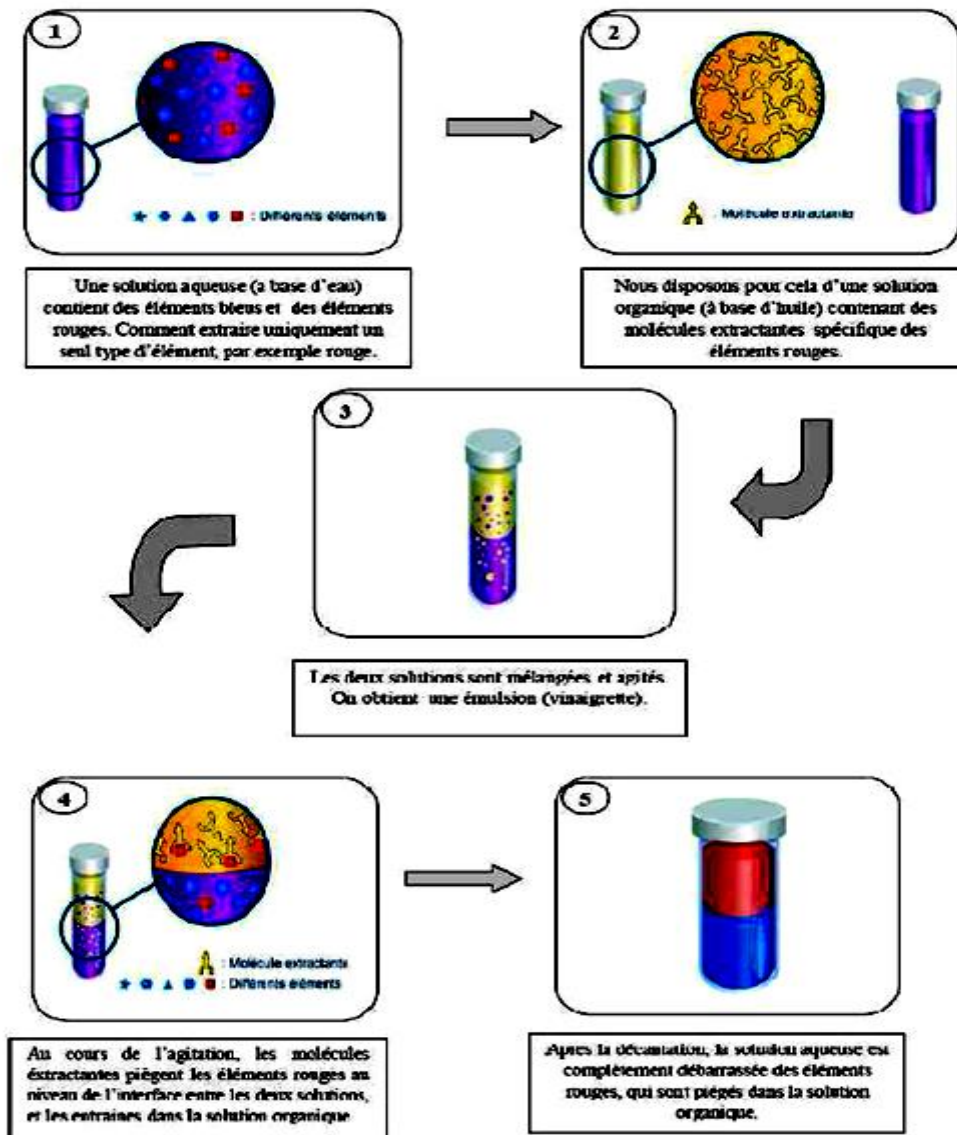 1
: Différents éléments
Une solution aqueuse (a base d'eau)
contient des éléments bleus et des éléments
rouges. Comment extraire uniquement un
seul type d'élément, par exemple rouge.
2
: Molécule extractante
Nous disposons pour cela d'une solution
organique (à base d'huile) contenant des
molécules extractantes spécifique des
éléments rouges.
3
Les deux solutions sont mélangées et agités.
On obtient une émulsion (vinaigrette).
4
: Molécule extractante
: Différents éléments
Au cours de l'agitation, les molécules
éxtractantes piègent les éléments rouges au
niveau de l'interface entre les deux solutions,
et les entraines dans la solution organique
5
Après la décantation, la solution aqueuse est
complètement débarrassée des éléments
rouges, qui sont piégés dans la solution
organique.